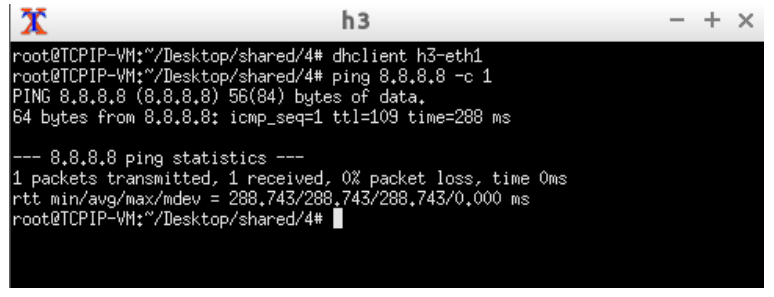 h3
root@TCPIP-VM:~/Desktop/shared/4# dhclient h3-eth1
root@TCPIP-VM:~/Desktop/shared/4# ping 8.8.8.8 -c 1
PING 8.8.8.8 (8.8.8.8) 56(84) bytes of data.
64 bytes from 8.8.8.8: icmp_seq=1 ttl=109 time=288 ms
--- 8.8.8.8 ping statistics ---
1 packets transmitted, 1 received, 0% packet loss, time 0ms
rtt min/avg/max/mdev = 288.743/288.743/288.743/0.000 ms
root@TCPIP-VM:~/Desktop/shared/4#